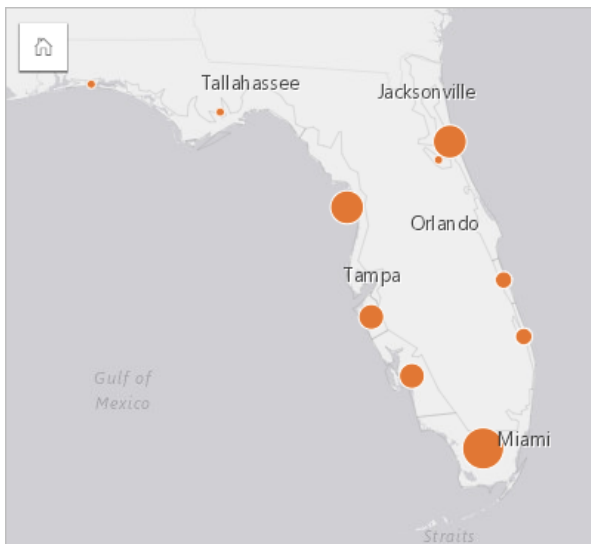 Tallahassee
Jacksonville
Orlando
Tampa
Gulf of
Mexico
Miami
Straits